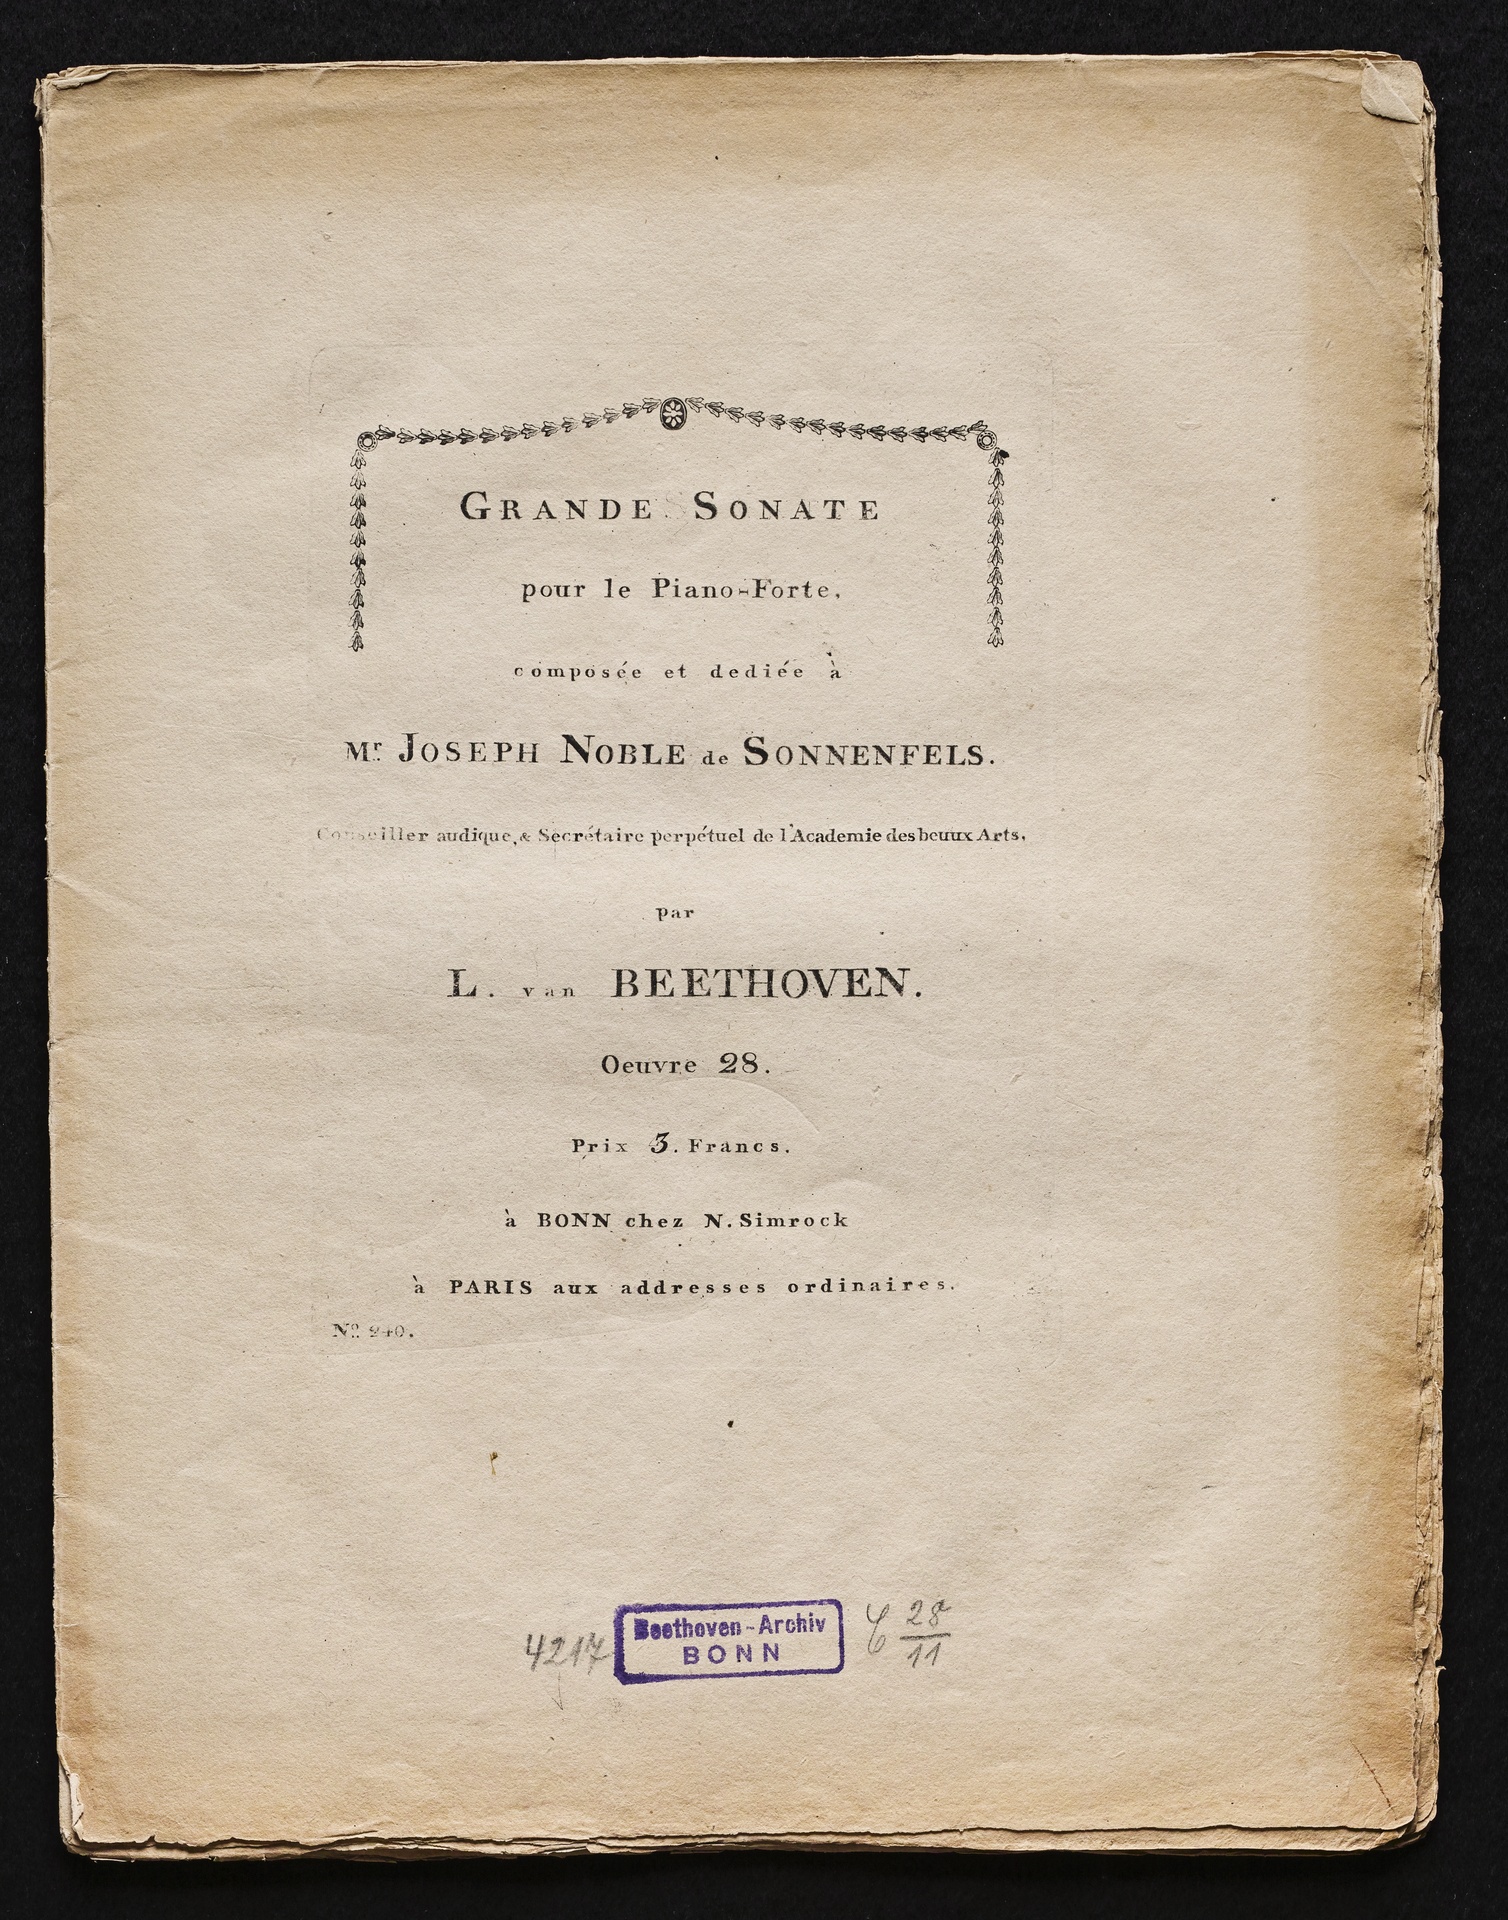 GRANDE SONATE
pour le Piano-Forte,
composée et dediée à
Mr. JOSEPH NOBLE de SONNENFELS.
Conseiller audique, & Secrétaire perpétuel de l'Academie des beuux Arts,
par
L. van BEETHOVEN.
Oeuvre 28.
Prix 3. Francs.
à BONN chez N. Simrock
à PARIS aux addresses ordinaires.
No. 240.
4217
Beethoven-Archiv
BONN
28
11